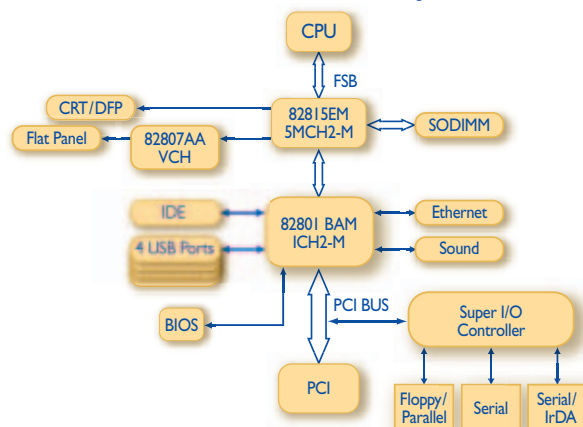 CPU
FSB
CRT/DFP
82815EM
5MCH2-M
SODIMM
Flat Panel
82807AA
VCH
IDE
82801 BAM
ICH2-M
Ethernet
4 USB Ports
Sound
BIOS
PCI BUS
Super I/O
Controller
PCI
Floppy/
Parallel
Serial
Serial/
IrDA